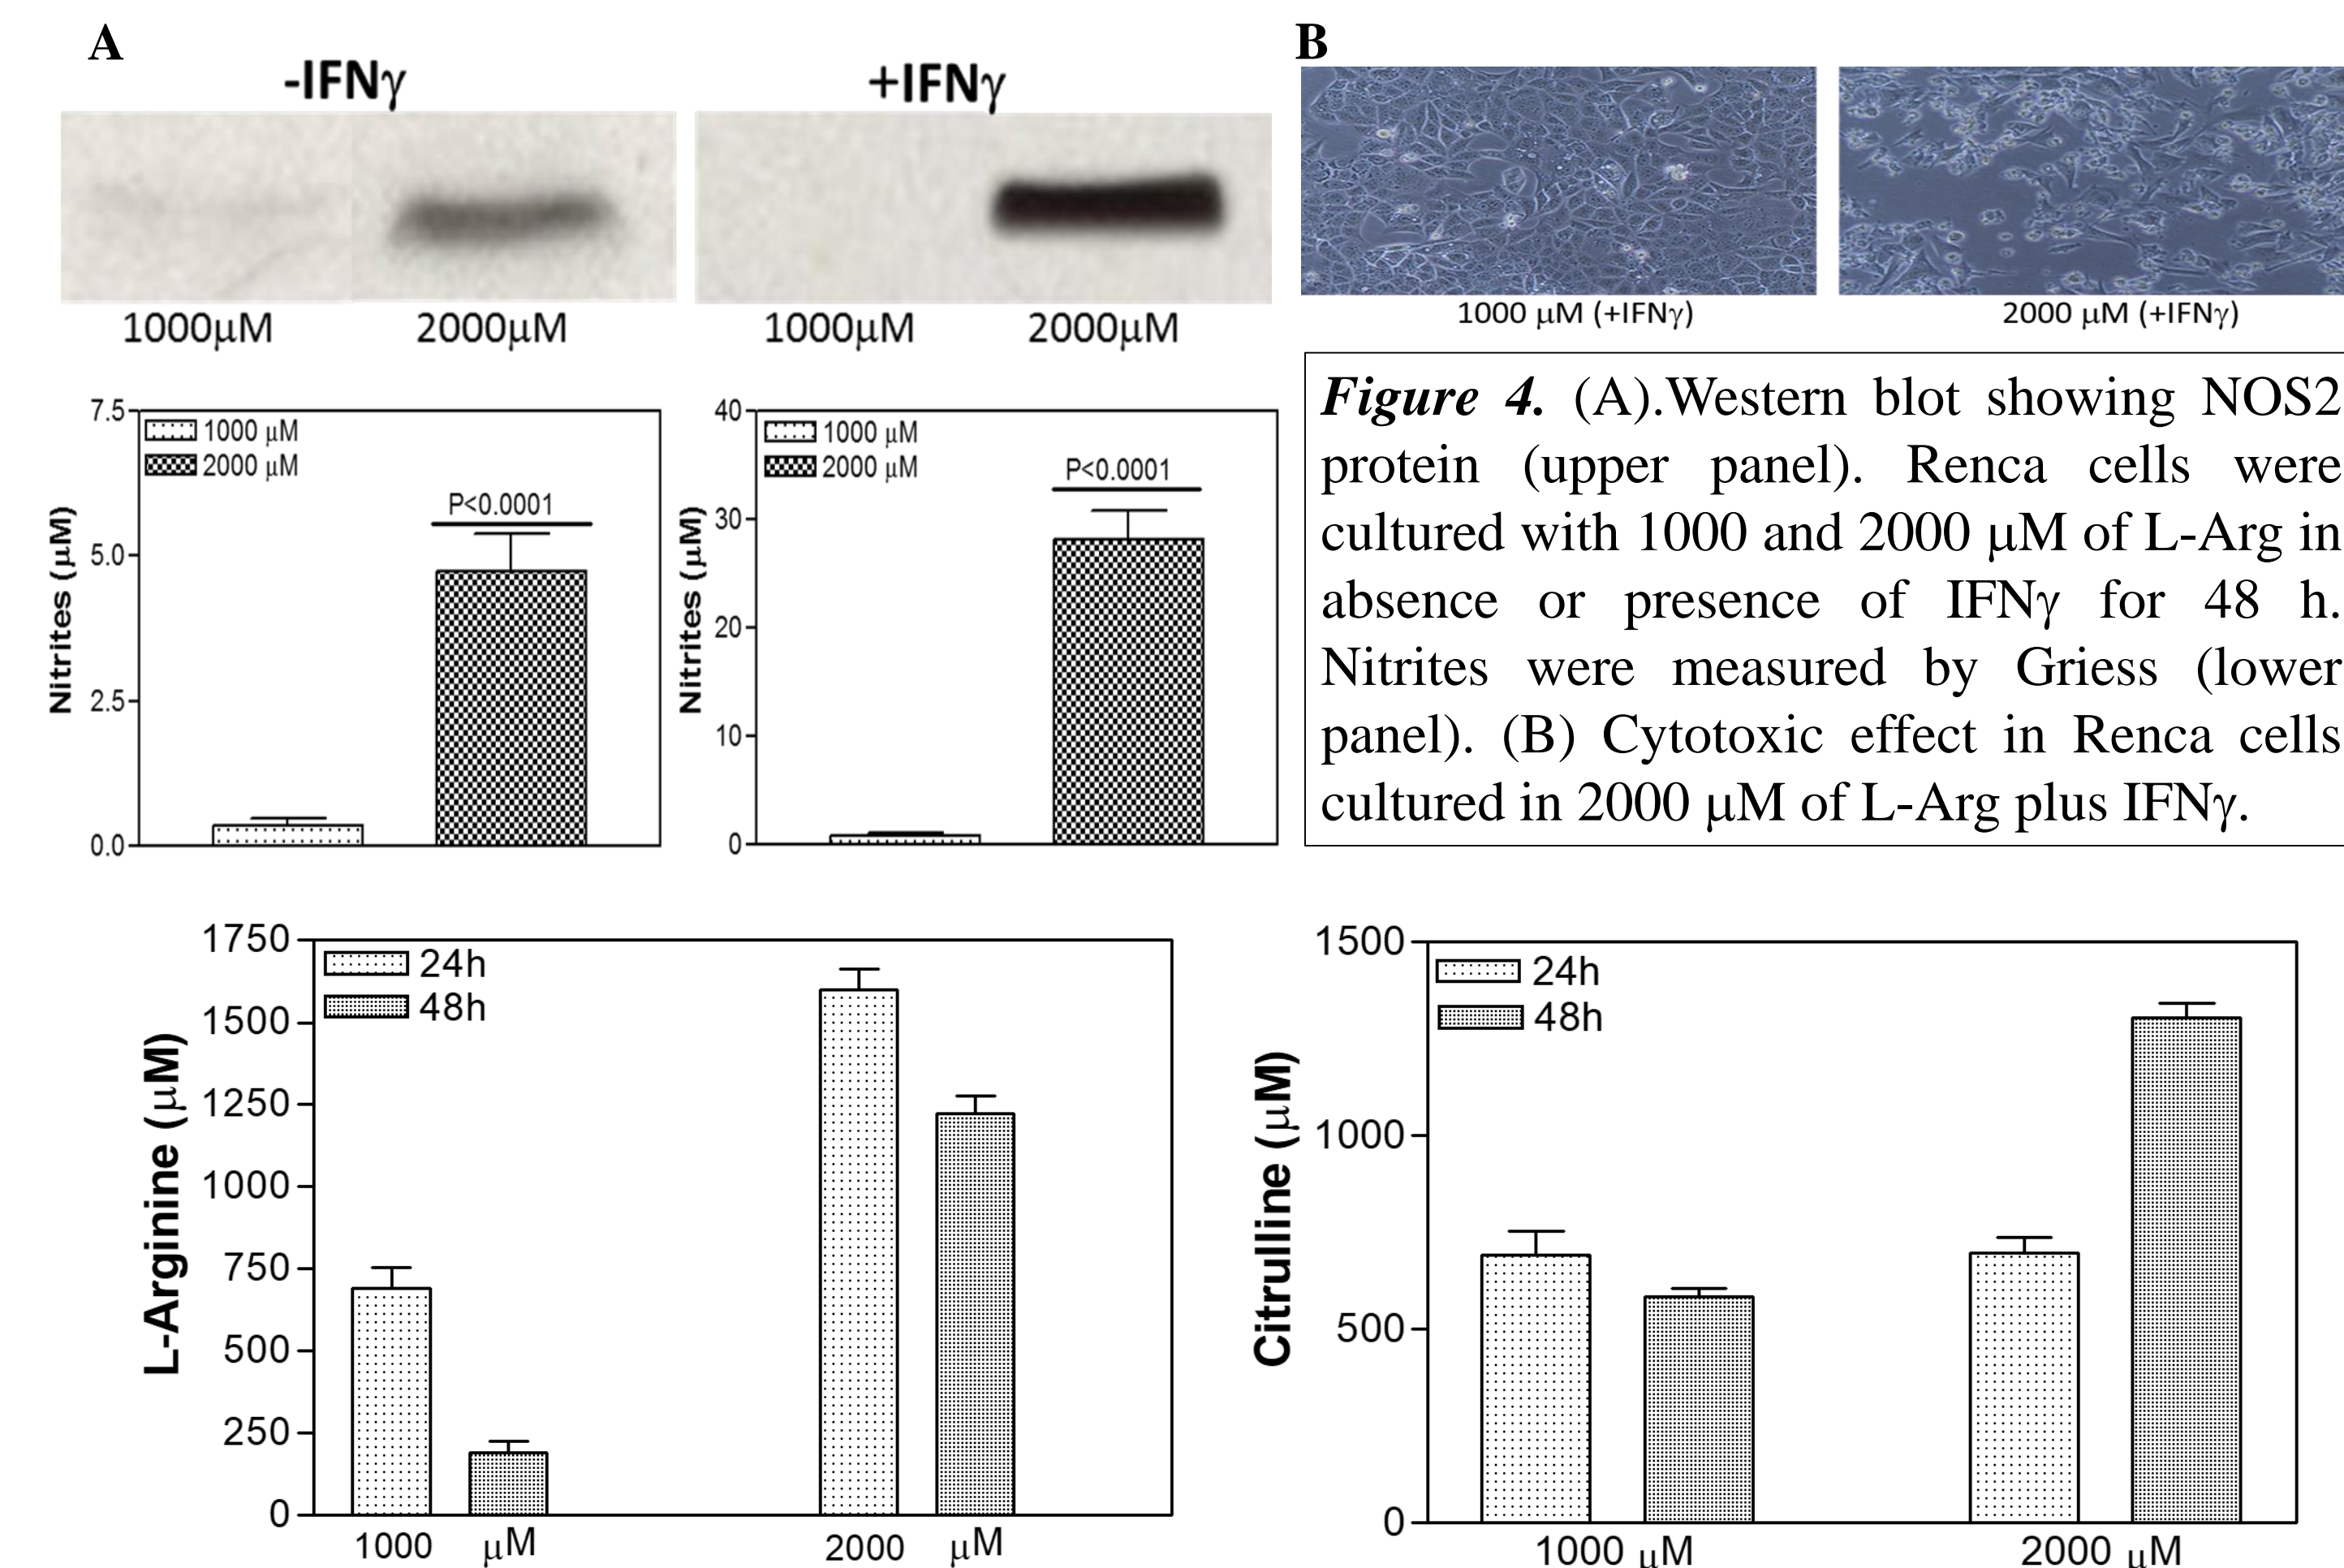 A
-IFNγ
+IFNγ
1000μM
2000μM
1000μM
2000μM
7.5
5.0
2.5
0.0
Nitrites (μM)
1000 μM
2000 μM
P<0.0001
40
30
20
10
0
Nitrites (μM)
1000 μM
2000 μM
P<0.0001
B
1000 μM (+IFNγ)
2000 μM (+IFNγ)
Figure 4. (A).Western blot showing NOS2
protein (upper panel). Renca cells were
cultured with 1000 and 2000 μM of L-Arg in
absence or presence of IFNγ for 48 h.
Nitrites were measured by Griess (lower
panel). (B) Cytotoxic effect in Renca cells
cultured in 2000 μM of L-Arg plus IFNγ.
1750
1500
1250
1000
750
500
250
0
L-Arginine (μM)
24h
48h
1000 μM
2000 μM
1500
1000
500
0
Citrulline (μM)
24h
48h
1000 μM
2000 μM